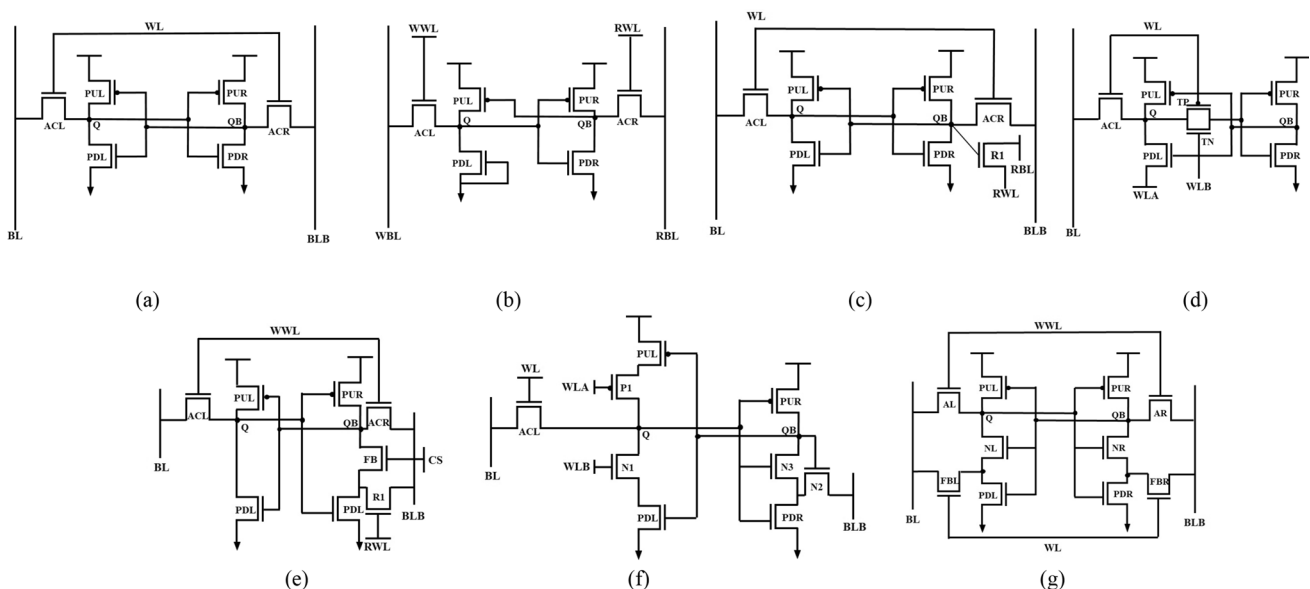 WL
PUL
PUR
ACL
Q
QB
ACR
PDL
PDR
BL
BLB
(a)
WWL
RWL
PUL
PUR
ACL
Q
QB
ACR
PDL
PDR
WBL
RBL
(b)
WL
PUL
PUR
ACL
Q
QB
ACR
PDL
PDR
R1
RBL
RWL
BL
BLB
(c)
WL
PUL
TP
PUR
ACL
Q
QB
TN
PDL
PDR
WLA
WLB
BL
(d)
WWL
PUL
PUR
ACL
Q
QB
ACR
FB
CS
BL
PDL
PDL
R1
BLB
RWL
(e)
PUL
WL
WLA
P1
PUR
ACL
Q
QB
BL
WLB
N1
N3
N2
PDL
PDR
BLB
(f)
WWL
PUL
PUR
AL
Q
QB
AR
NL
NR
FBL
FBR
PDL
PDR
BL
BLB
WL
(g)